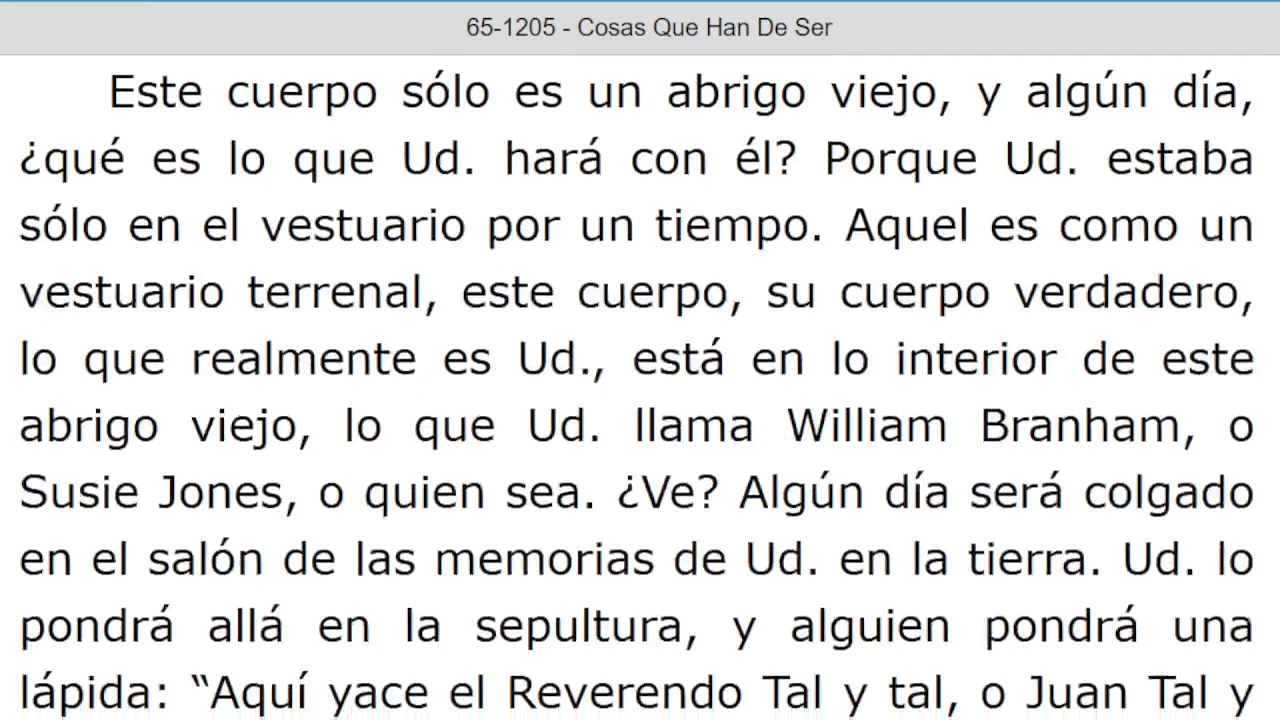 65-1205 - Cosas Que Han De Ser
Este cuerpo sólo es un abrigo viejo, y algún día,
¿qué es lo que Ud. hará con él? Porque Ud. estaba
sólo en el vestuario por un tiempo. Aquel es como un
vestuario terrenal, este cuerpo, su cuerpo verdadero,
lo que realmente es Ud., está en lo interior de este
abrigo viejo, lo que Ud. llama William Branham, o
Susie Jones, o quien sea. ¿Ve? Algún día será colgado
en el salón de las memorias de Ud. en la tierra. Ud. lo
pondrá allá en la sepultura, y alguien pondrá una
lápida: “Aquí yace el Reverendo Tal y tal, o Juan Tal y